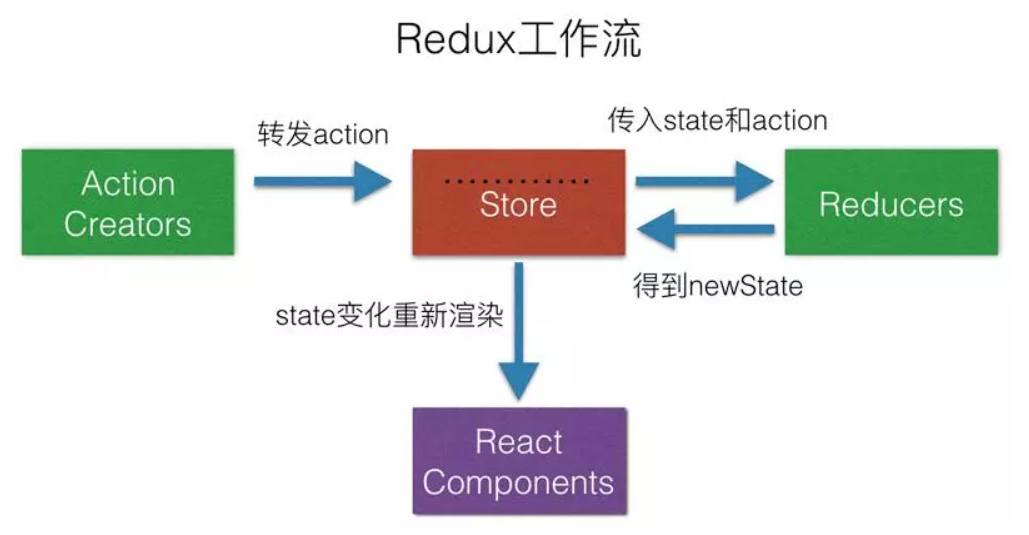 Redux工作流
转发action
传入state和action
Action
Creators
Store
Reducers
得到newState
state变化重新渲染
React
Components